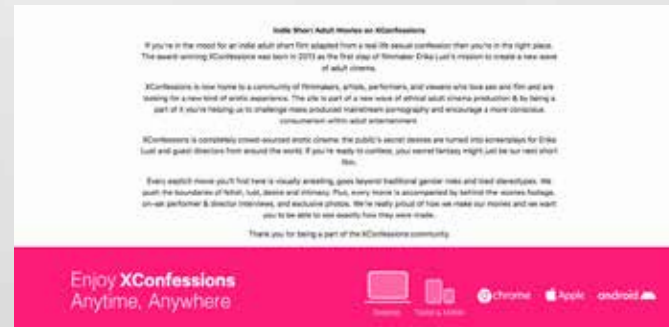 Indie Short Adult Movies on XConfessions
If you're in the mood for an indie adult short film adapted from a real life sexual confession then you're in the right place.
The award-winning XConfessions was born in 2013 as the first step of filmmaker Erika Lust's mission to create a new wave
of adult cinema.
XConfessions is now home to a community of filmmakers, artists, performers, and viewers who love sex and film and are
looking for a new kind of erotic experience. The site is part of a new wave of ethical adult cinema production & by being a
part of it you're helping us to challenge mass produced mainstream pornography and encourage a more conscious
consumerism within adult entertainment.
XConfessions is completely crowd-sourced erotic cinema: the public's secret desires are turned into screenplays for Erika
Lust and guest directors from around the world. If you're ready to confess, your secret fantasy might just be our next short
film.
Every explicit movie you'll find here is visually arresting, goes beyond traditional gender roles and tired stereotypes. We
push the boundaries of fetish, lust, desire and intimacy. Plus, every movie is accompanied by behind the scenes footage,
on-set performer & director interviews, and exclusive photos. We're really proud of how we make our movies and we want
you to be able to see exactly how they were made.
Thank you for being a part of the XConfessions community.
Enjoy XConfessions
Anytime, Anywhere
Desktop Tablet & Mobile chrome Apple android